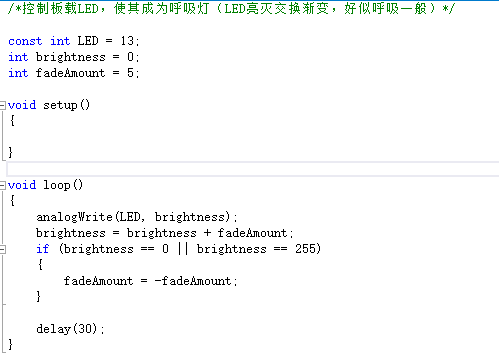 /*控制板载LED，使其成为呼吸灯（LED亮灭交换渐变，好似呼吸一般）*/
const int LED = 13;
int brightness = 0;
int fadeAmount = 5;
void setup()
{
}
void loop()
{
analogWrite(LED, brightness);
brightness = brightness + fadeAmount;
if (brightness == 0 || brightness == 255)
{
fadeAmount = -fadeAmount;
}
delay(30);
}